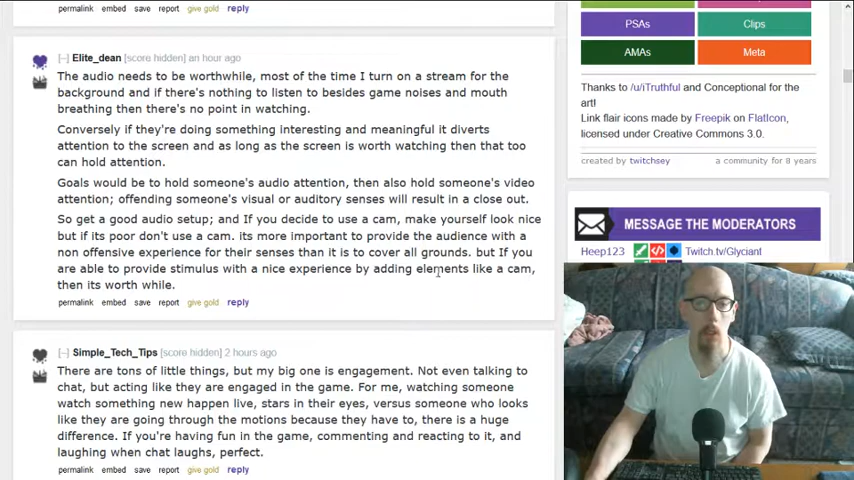 permalink embed save report give gold reply
[–] Elite_dean [score hidden] an hour ago
The audio needs to be worthwhile, most of the time I turn on a stream for the
background and if there's nothing to listen to besides game noises and mouth
breathing then there's no point in watching.
Conversely if they're doing something interesting and meaningful it diverts
attention to the screen and as long as the screen is worth watching then that too
can hold attention.
Goals would be to hold someone's audio attention, then also hold someone's video
attention; offending someone's visual or auditory senses will result in a close out.
So get a good audio setup; and If you decide to use a cam, make yourself look nice
but if its poor don't use a cam. its more important to provide the audience with a
non offensive experience for their senses than it is to cover all grounds. but If you
are able to provide stimulus with a nice experience by adding elements like a cam,
then its worth while.
permalink embed save report give gold reply
[–] Simple_Tech_Tips [score hidden] 2 hours ago
There are tons of little things, but my big one is engagement. Not even talking to
chat, but acting like they are engaged in the game. For me, watching someone
watch something new happen live, stars in their eyes, versus someone who looks
like they are going through the motions because they have to, there is a huge
difference. If you're having fun in the game, commenting and reacting to it, and
laughing when chat laughs, perfect.
permalink embed save report give gold reply
PSAs Clips
AMAs Meta
Thanks to /u/iTruthful and Conceptional for the
art!
Link flair icons made by Freepik on FlatIcon,
licensed under Creative Commons 3.0.
created by twitchsey a community for 8 years
MESSAGE THE MODERATORS
Heep123 Twitch.tv/Glyciant